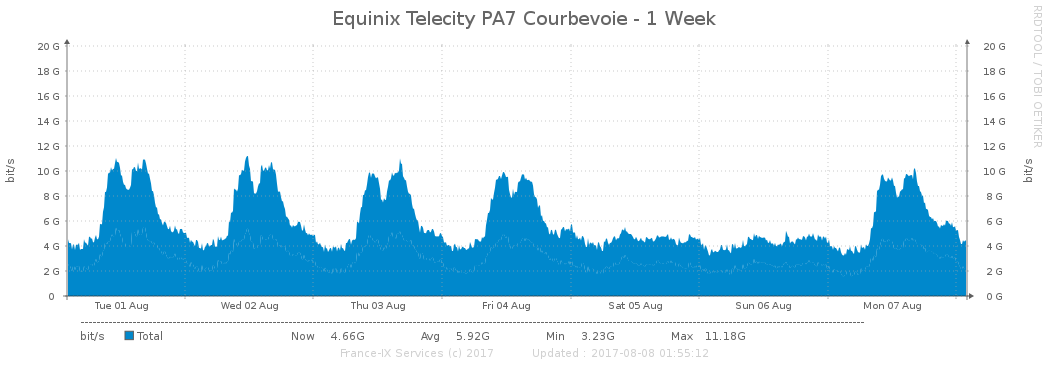 Equinix Telecity PA7 Courbevoie - 1 Week
RRDTOOL / TOBI OETIKER
20 G 20 G
18 G 18 G
16 G 16 G
14 G 14 G
12 G 12 G
bit/s 10 G 10 G bit/s
8 G 8 G
6 G 6 G
4 G 4 G
2 G 2 G
0 0 G
Tue 01 Aug Wed 02 Aug Thu 03 Aug Fri 04 Aug Sat 05 Aug Sun 06 Aug Mon 07 Aug
bit/s Total Now 4.66G Avg 5.92G Min 3.23G Max 11.18G
France-IX Services (c) 2017 Updated : 2017-08-08 01:55:12